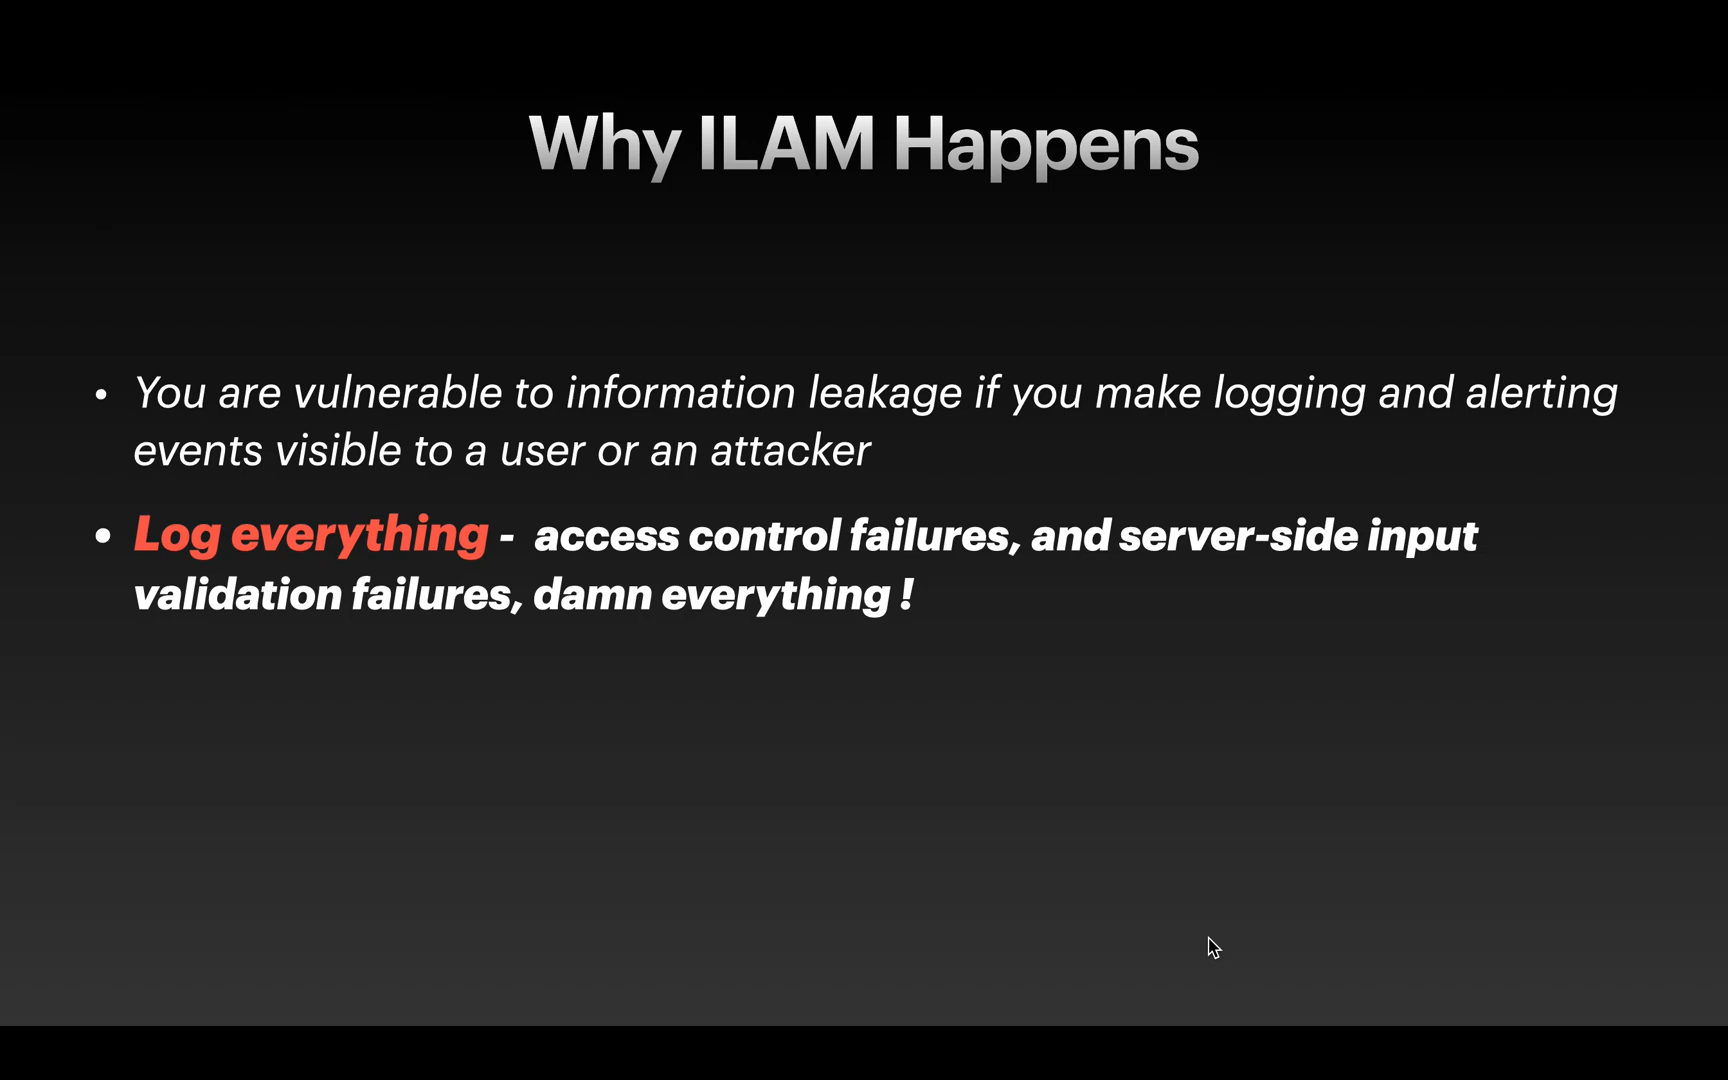 Why ILAM Happens
• You are vulnerable to information leakage if you make logging and alerting
events visible to a user or an attacker
• Log everything - access control failures, and server-side input
validation failures, damn everything !